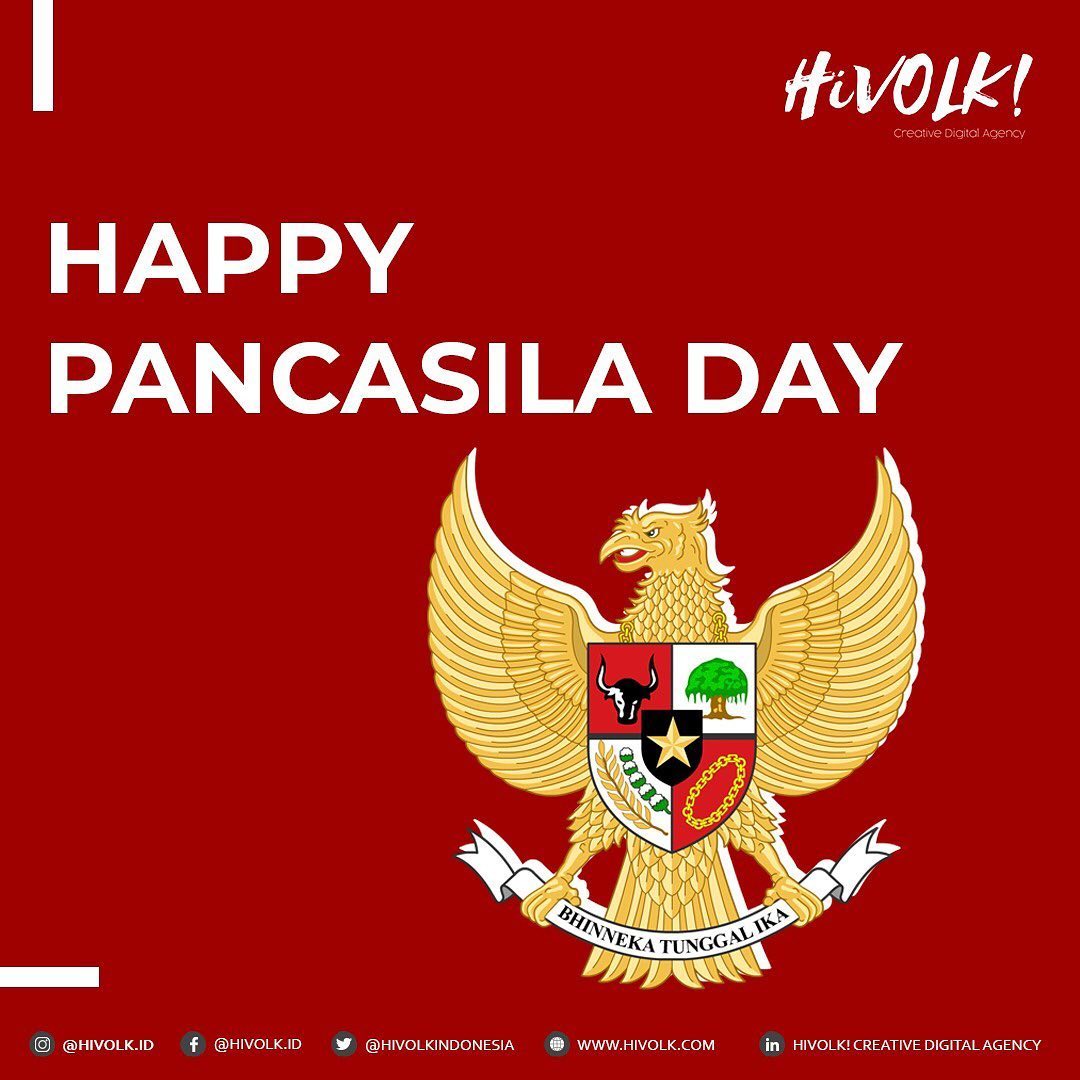 HiVOLK!
Creative Digital Agency
HAPPY
PANCASILA DAY
BHINNEKA TUNGGAL IKA
@HIVOLK.ID
@HIVOLK.ID
@HIVOLKINDONESIA
WWW.HIVOLK.COM
HIVOLK! CREATIVE DIGITAL AGENCY